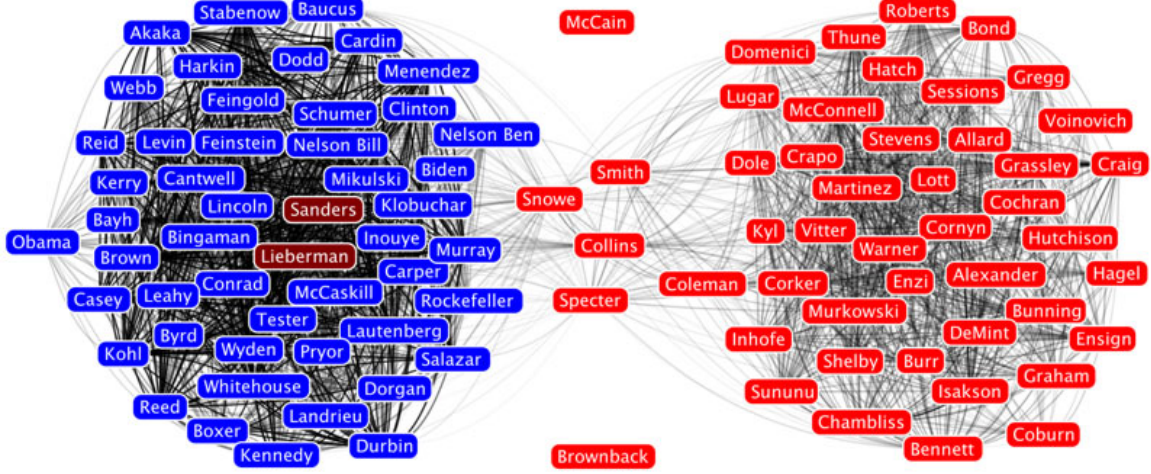 Stabenow
Baucus
Akaka
Cardin
Harkin
Dodd
Menendez
Webb
Feingold
Schumer
Clinton
Nelson Ben
Reid
Levin
Feinstein
Nelson Bill
Biden
Kerry
Cantwell
Mikulski
Lincoln
Sanders
Klobuchar
Bayh
Obama
Bingaman
Inouye
Murray
Brown
Lieberman
Carper
Casey
Leahy
Conrad
McCaskill
Rockefeller
Tester
Lautenberg
Byrd
Kohl
Wyden
Pryor
Salazar
Whitehouse
Dorgan
Reed
Landrieu
Boxer
Kennedy
Durbin
McCain
Smith
Snowe
Collins
Specter
Coleman
Brownback
Roberts
Bond
Thune
Domenici
Hatch
Gregg
Lugar
Sessions
McConnell
Voinovich
Stevens
Allard
Dole
Crapo
Grassley
Craig
Martinez
Lott
Cochran
Kyl
Vitter
Cornyn
Warner
Hutchison
Corker
Enzi
Alexander
Hagel
Murkowski
Bunning
Inhofe
DeMint
Ensign
Shelby
Burr
Graham
Sununu
Isakson
Chambliss
Bennett
Coburn